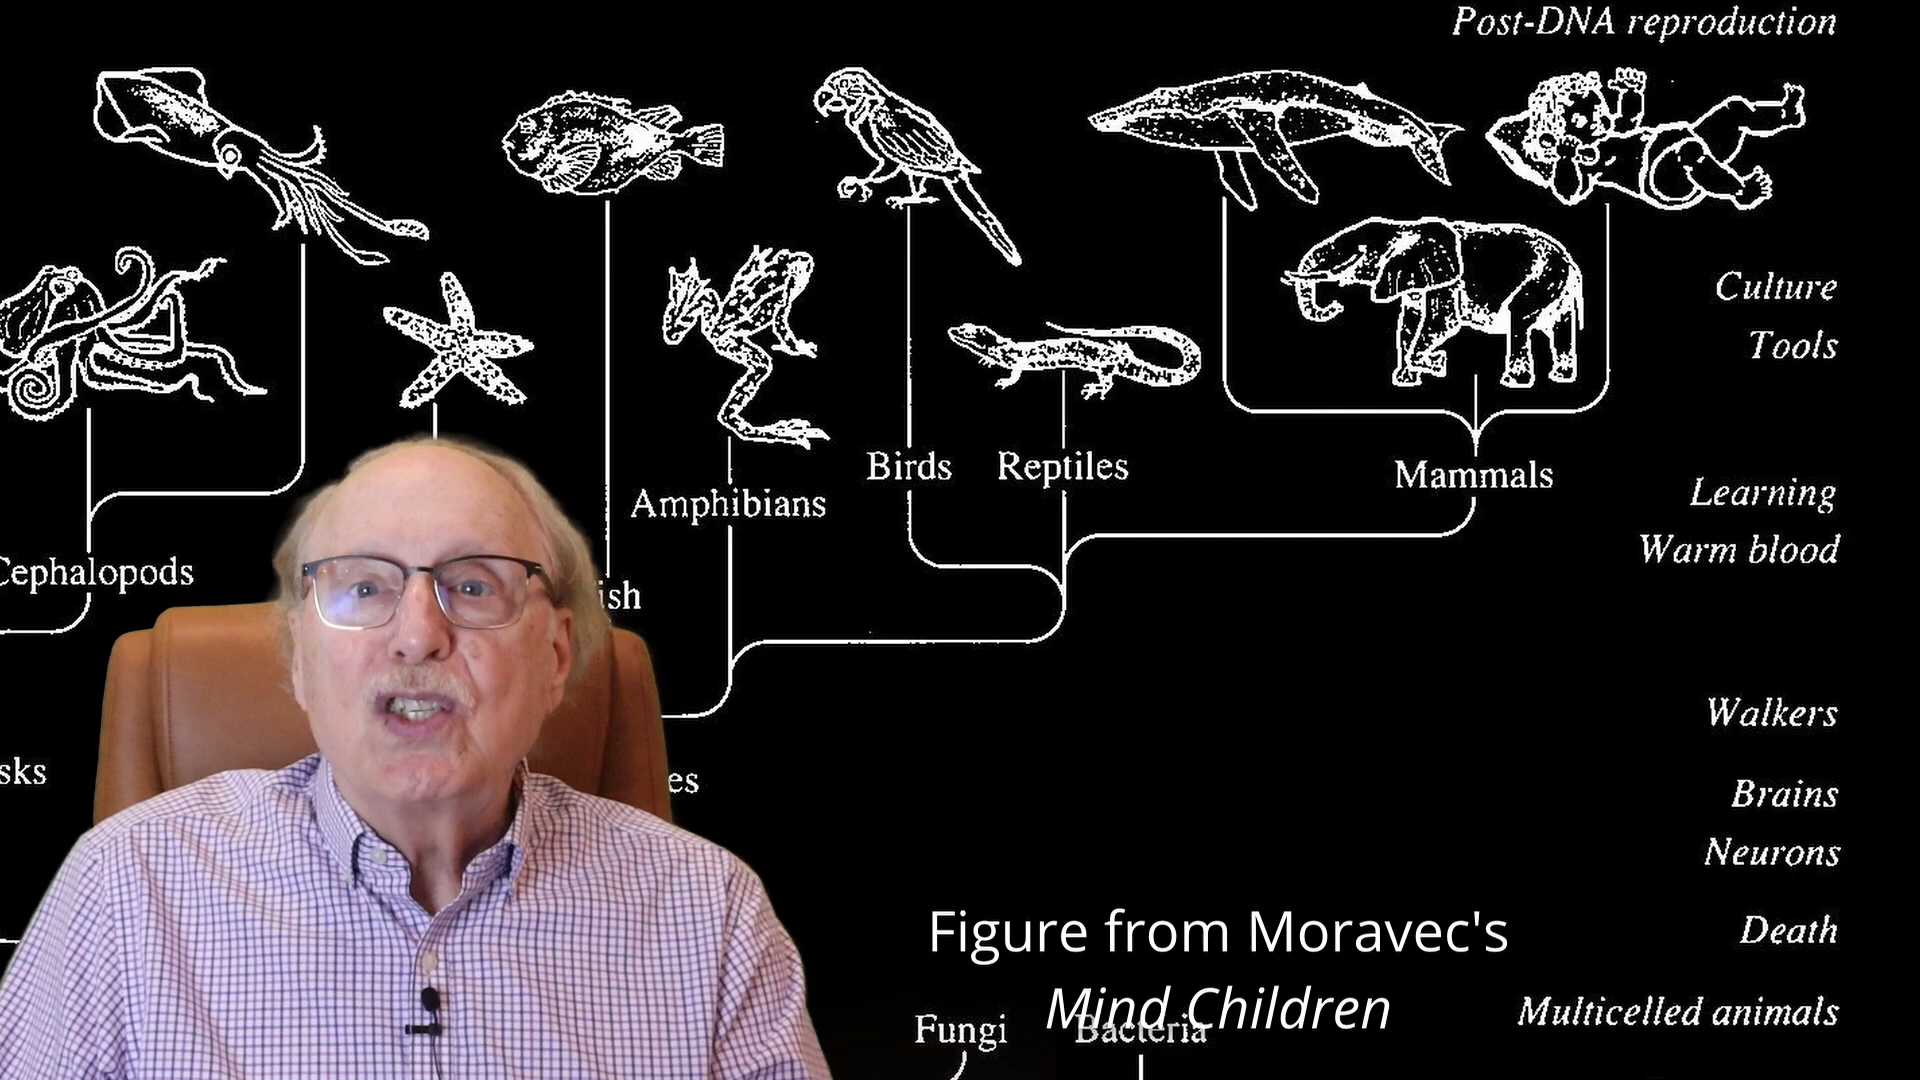 Post-DNA reproduction
Culture
Tools
Birds
Reptiles
Mammals
Amphibians
Learning
Warm blood
Cephalopods
Walkers
Brains
Neurons
Figure from Moravec's
Death
Mind Children
Fungi
Bacteria
Multicelled animals